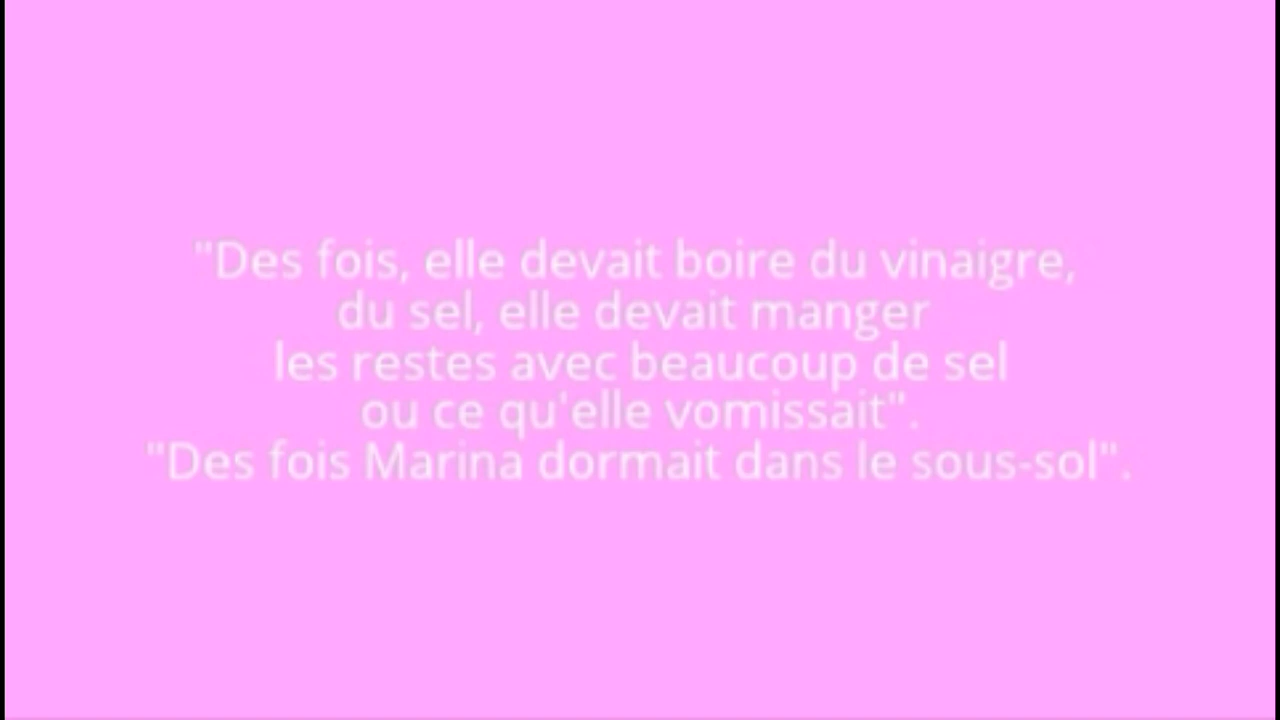 "Des fois, elle devait boire du vinaigre,
du sel, elle devait manger
les restes avec beaucoup de sel
ou ce qu'elle vomissait".
"Des fois Marina dormait dans le sous-sol".